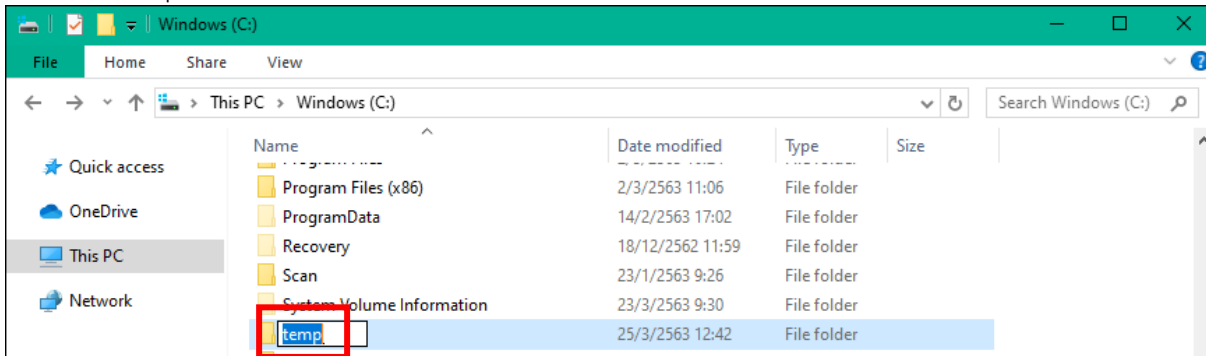 Windows (C:)
File Home Share View
This PC > Windows (C:)
Search Windows (C:)
Name Date modified Type Size
Quick access
Program Files (x86) 2/3/2563 11:06 File folder
OneDrive
ProgramData 14/2/2563 17:02 File folder
Recovery 18/12/2562 11:59 File folder
This PC
Scan 23/1/2563 9:26 File folder
Network
System Volume Information 23/3/2563 9:30 File folder
temp 25/3/2563 12:42 File folder